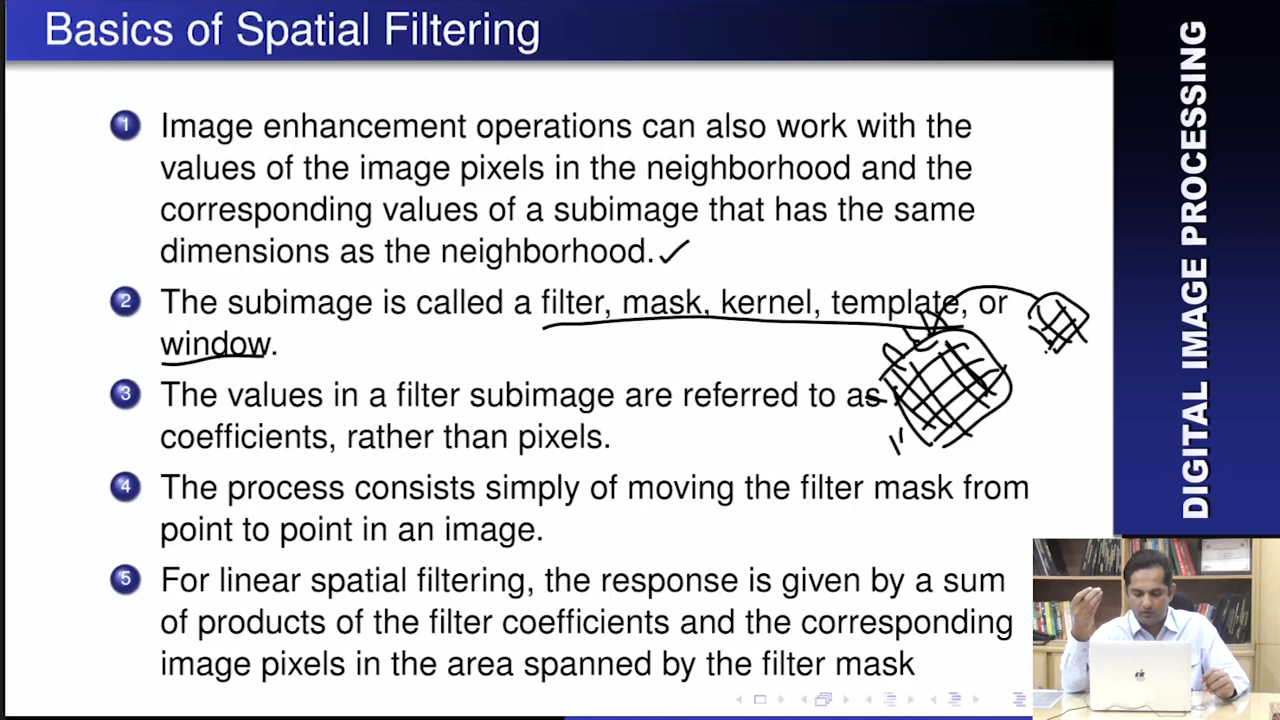 Basics of Spatial Filtering
1 Image enhancement operations can also work with the
values of the image pixels in the neighborhood and the
corresponding values of a subimage that has the same
dimensions as the neighborhood.
2 The subimage is called a filter, mask, kernel, template, or
window.
3 The values in a filter subimage are referred to as
coefficients, rather than pixels.
4 The process consists simply of moving the filter mask from
point to point in an image.
5 For linear spatial filtering, the response is given by a sum
of products of the filter coefficients and the corresponding
image pixels in the area spanned by the filter mask
DIGITAL IMAGE PROCESSING